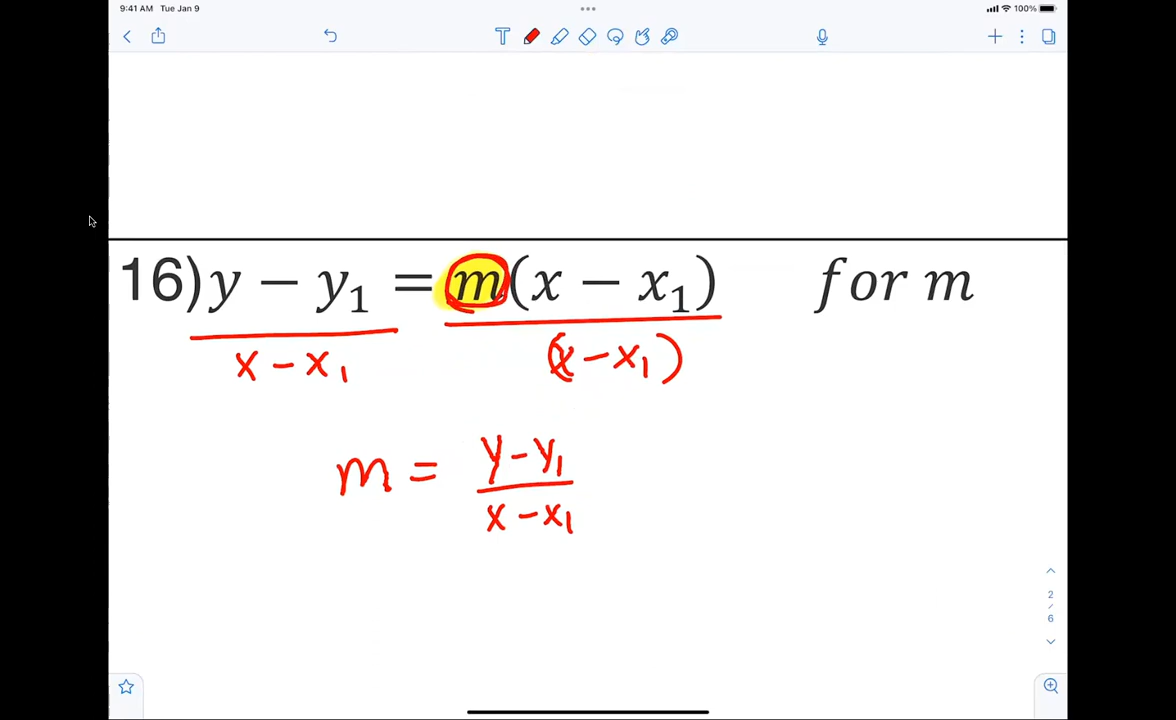 9:41 AM Tue Jan 9
100%
16) y − y₁ = m(x − x₁) for m
x − x₁ (x − x₁)
m = y − y₁
x − x₁
2
/
6